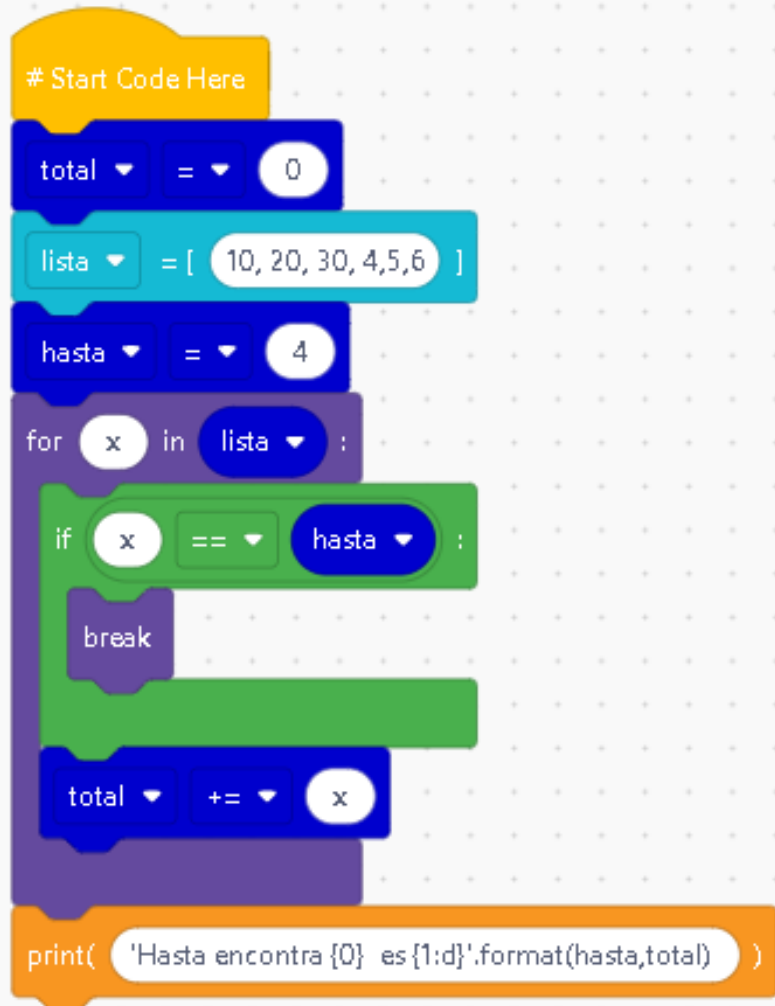 # Start Code Here
total = 0
lista = [ 10, 20, 30, 4,5,6 ]
hasta = 4
for x in lista :
if x == hasta :
break
total += x
print( 'Hasta encontra {0}  es {1:d}'.format(hasta,total) )